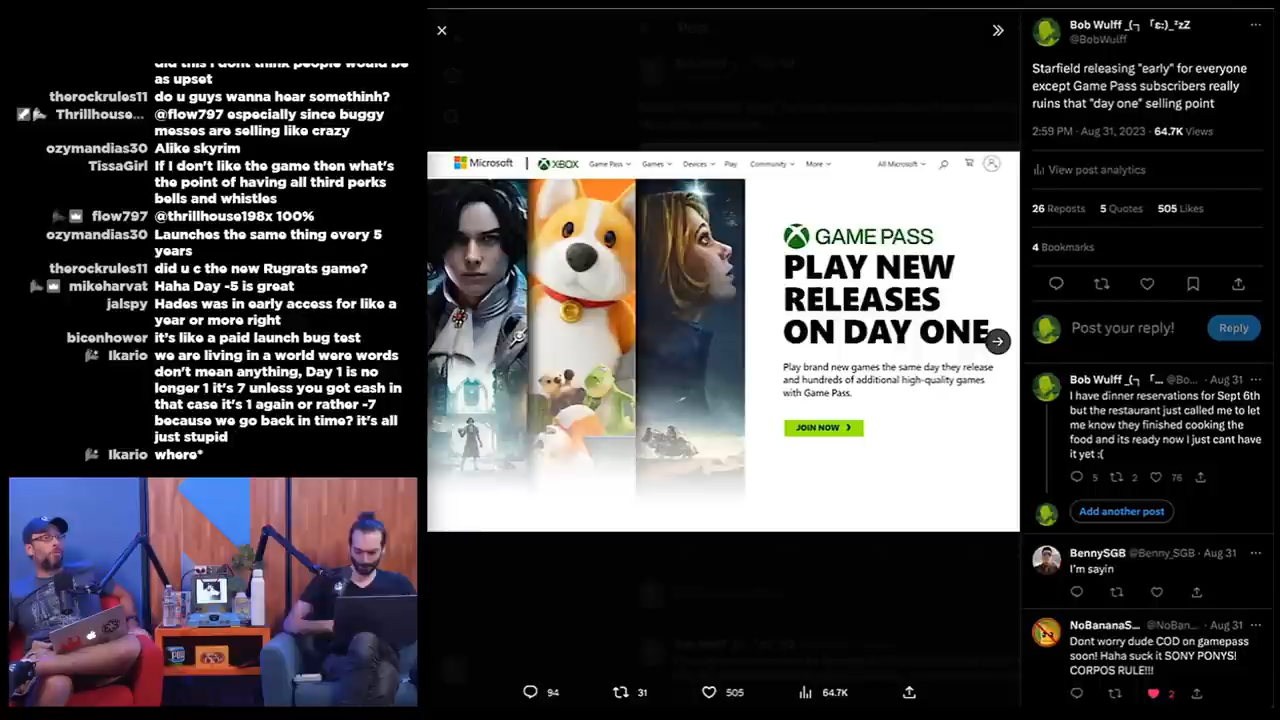 did this I dont think people would be
as upset
therockrules11 do u guys wanna hear somethinh?
Thrillhouse... @flow797 especially since buggy
messes are selling like crazy
ozymandias30 Alike skyrim
TissaGirl If I don't like the game then what's
the point of having all third perks
bells and whistles
flow797 @thrillhouse198x 100%
ozymandias30 Launches the same thing every 5
years
therockrules11 did u c the new Rugrats game?
mikeharvat Haha Day -5 is great
jalspy Hades was in early access for like a
year or more right
bicenhower it's like a paid launch bug test
Ikario we are living in a world were words
don't mean anything, Day 1 is no
longer 1 it's 7 unless you got cash in
that case it's 1 again or rather -7
because we go back in time? it's all
just stupid
Ikario where*
Microsoft XBOX Game Pass Games Devices Play Community More All Microsoft
GAME PASS
PLAY NEW
RELEASES
ON DAY ONE
Play brand new games the same day they release
and hundreds of additional high-quality games
with Game Pass.
JOIN NOW
94 31 505 64.7K
Bob Wulff _(┐「ε:)_ᶻzZ
@BobWulff
Starfield releasing "early" for everyone
except Game Pass subscribers really
ruins that "day one" selling point
2:59 PM · Aug 31, 2023 · 64.7K Views
View post analytics
26 Reposts 5 Quotes 505 Likes
4 Bookmarks
Post your reply! Reply
Bob Wulff _(┐「... @Bo... · Aug 31
I have dinner reservations for Sept 6th
but the restaurant just called me to let
me know they finished cooking the
food and its ready now I just cant have
it yet :(
5 2 76
Add another post
BennySGB @Benny_SGB · Aug 31
I'm sayin
NoBananaS... @NoBan... · Aug 31
Dont worry dude COD on gamepass
soon! Haha suck it SONY PONYS!
CORPOS RULE!!!
2